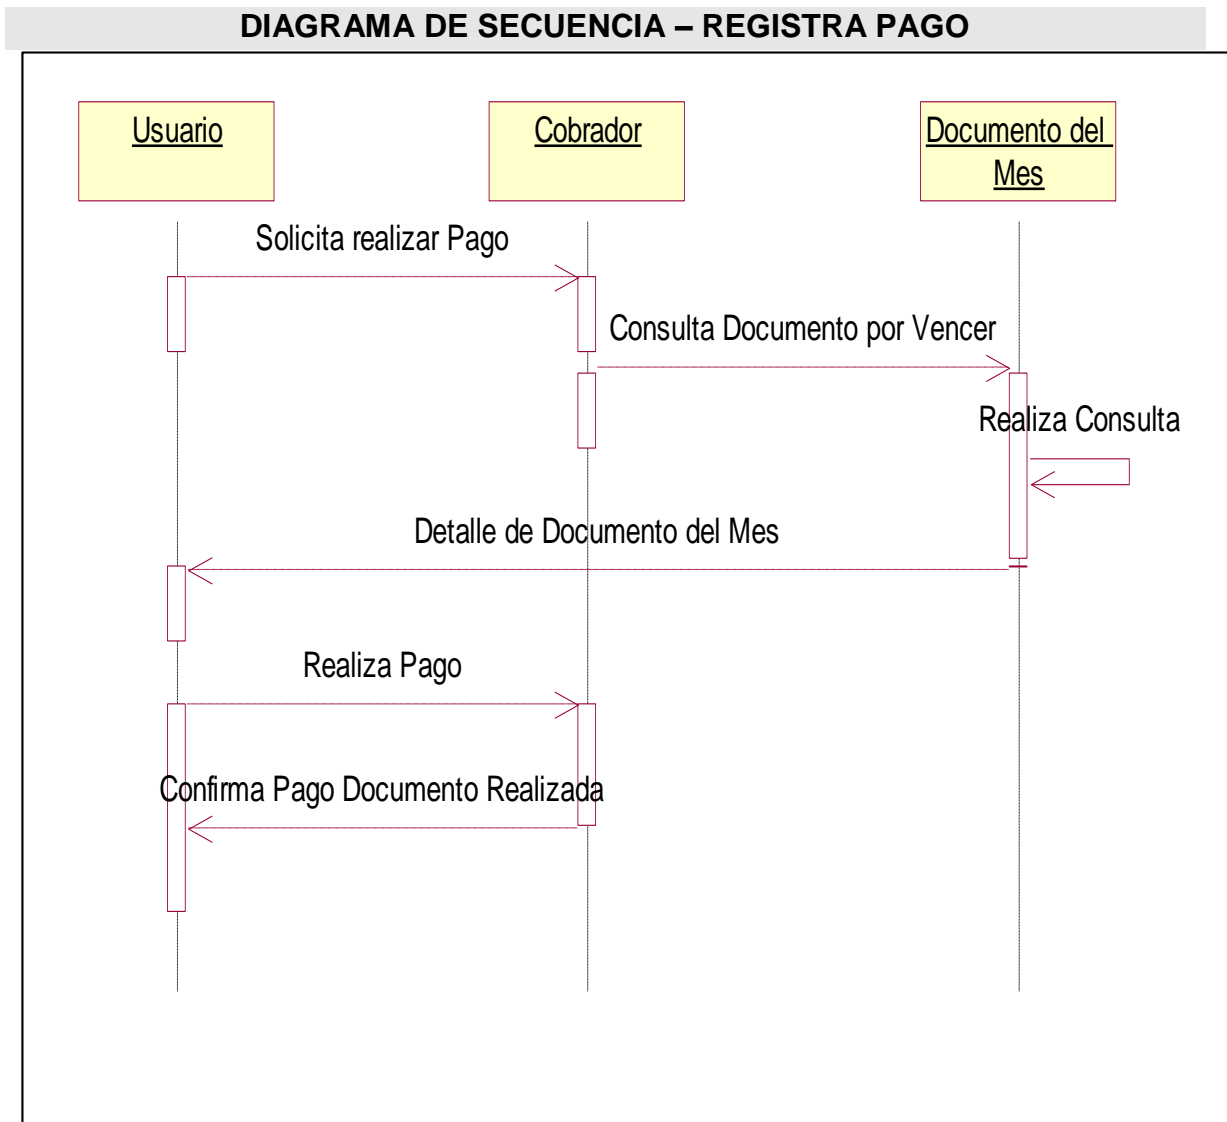 DIAGRAMA DE SECUENCIA – REGISTRA PAGO
Usuario
Cobrador
Documento del
Mes
Solicita realizar Pago
Consulta Documento por Vencer
Realiza Consulta
Detalle de Documento del Mes
Realiza Pago
Confirma Pago Documento Realizada